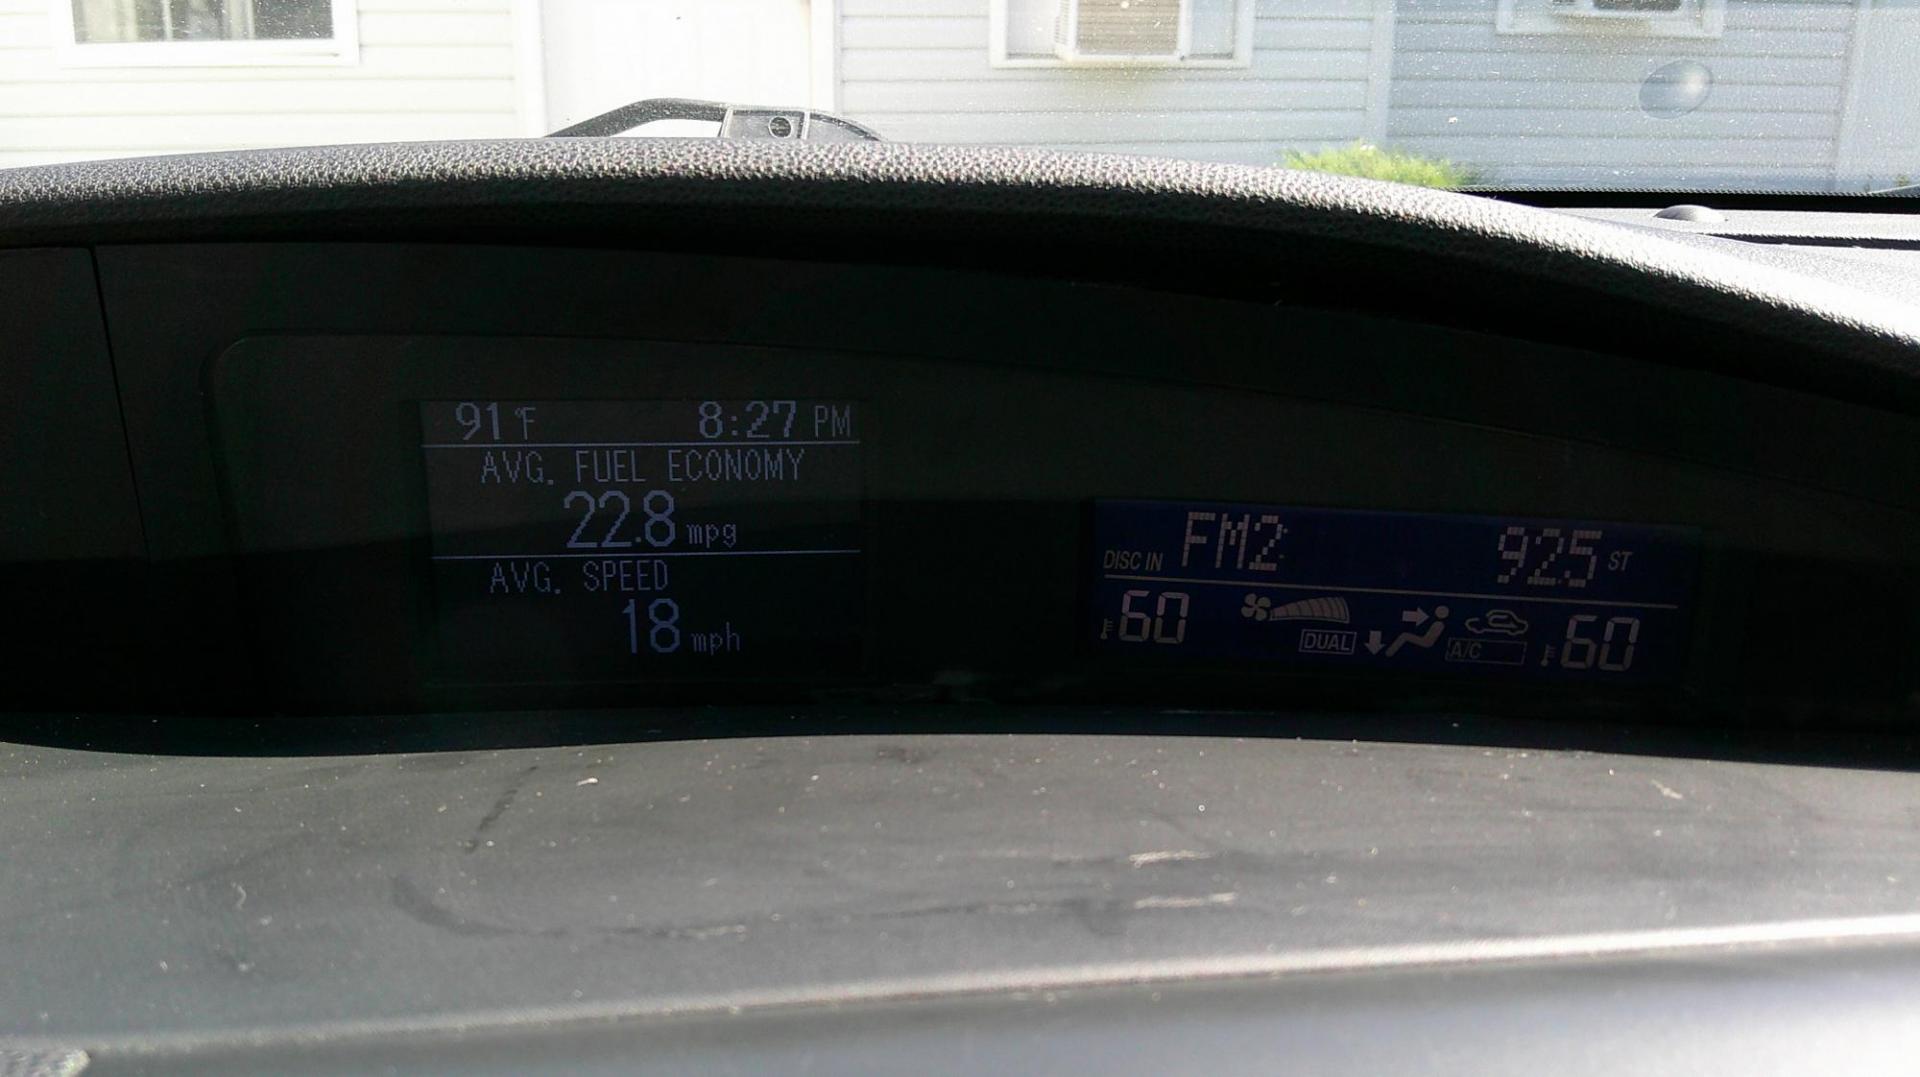 91°F 8:27 PM
AVG. FUEL ECONOMY
22.8 mpg
AVG. SPEED
18 mph
DISC IN FM2 92.5 ST
60 DUAL A/C 60